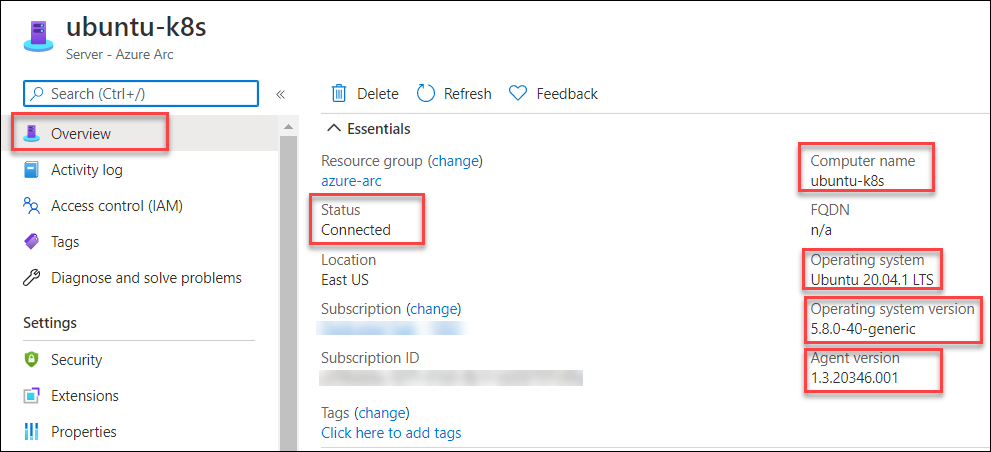 ubuntu-k8s
Server - Azure Arc
Search (Ctrl+/)
«
Overview
Activity log
Access control (IAM)
Tags
Diagnose and solve problems
Settings
Security
Extensions
Properties
Delete Refresh Feedback
Essentials
Resource group (change)
azure-arc
Status
Connected
Location
East US
Subscription (change)
Subscription ID
Tags (change)
Click here to add tags
Computer name
ubuntu-k8s
FQDN
n/a
Operating system
Ubuntu 20.04.1 LTS
Operating system version
5.8.0-40-generic
Agent version
1.3.20346.001